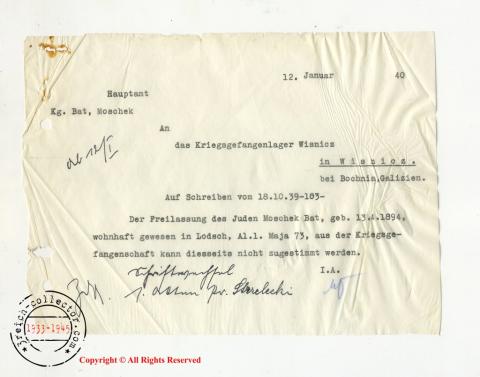 12. Januar 40
Hauptamt
Kg. Bat, Moschek
An
das Kriegsgefangenlager Wisnicz
in Wisnicz.
bei Bochnia,Galizien.
Auf Schreiben vom 18.10.39-183-
Der Freilassung des Juden Moschek Bat, geb. 13.4.1894,
wohnhaft gewesen in Lodsch, Al.1. Maja 73, aus der Kriegsge-
fangenschaft kann diesseits nicht zugestimmt werden.
I.A.
Schriftwechsel
Strelecki
3reich-collector.com
1933-1945
Copyright © All Rights Reserved